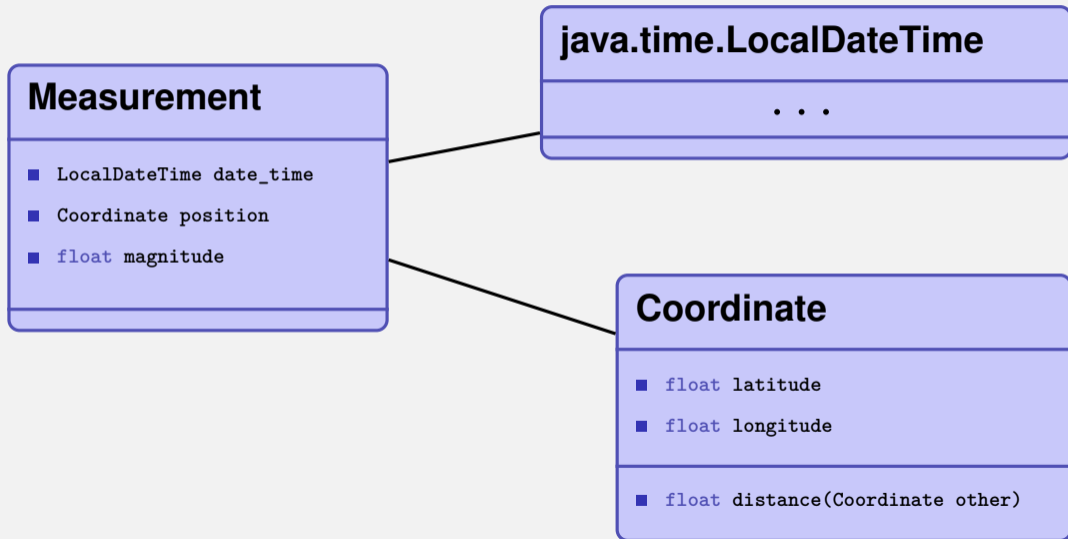 Measurement
LocalDateTime date_time
Coordinate position
float magnitude
java.time.LocalDateTime
...
Coordinate
float latitude
float longitude
float distance(Coordinate other)